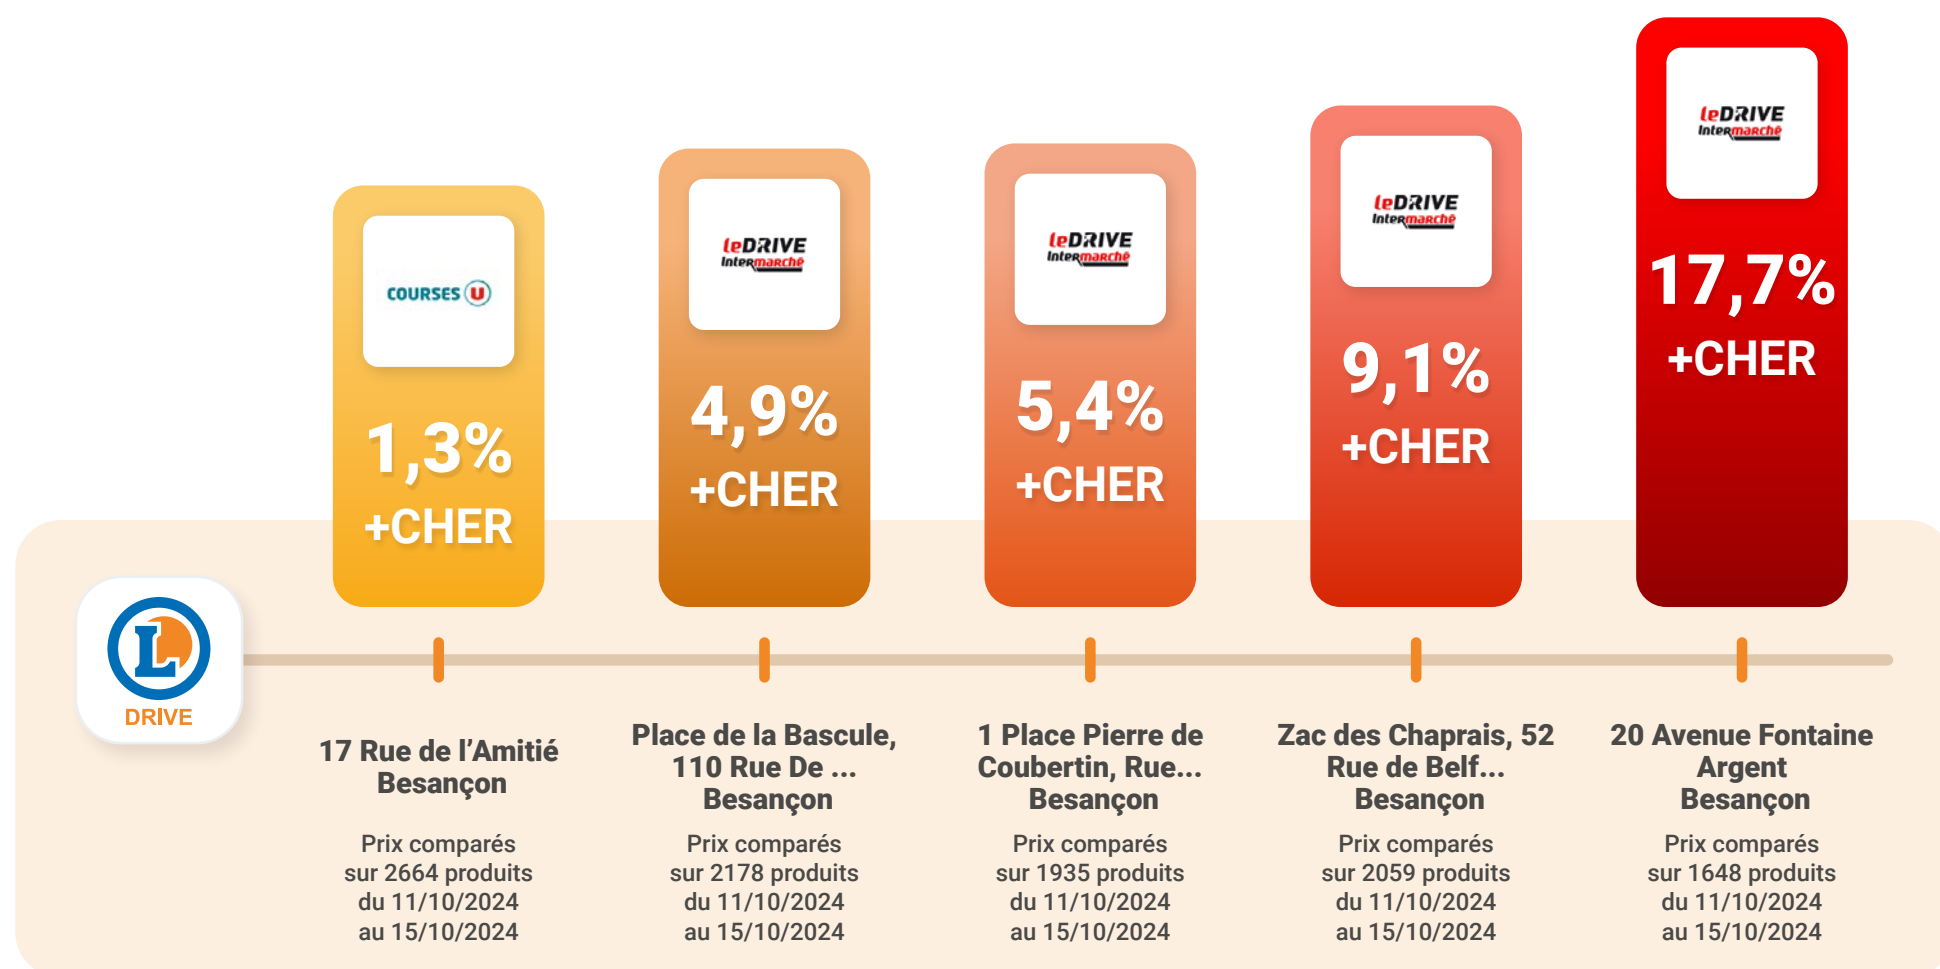 COURSES U
1,3%
+CHER
leDRIVE
Intermarché
4,9%
+CHER
leDRIVE
Intermarché
5,4%
+CHER
leDRIVE
Intermarché
9,1%
+CHER
leDRIVE
Intermarché
17,7%
+CHER
L
DRIVE
17 Rue de l’Amitié
Besançon
Prix comparés
sur 2664 produits
du 11/10/2024
au 15/10/2024
Place de la Bascule,
110 Rue De ...
Besançon
Prix comparés
sur 2178 produits
du 11/10/2024
au 15/10/2024
1 Place Pierre de
Coubertin, Rue...
Besançon
Prix comparés
sur 1935 produits
du 11/10/2024
au 15/10/2024
Zac des Chaprais, 52
Rue de Belf...
Besançon
Prix comparés
sur 2059 produits
du 11/10/2024
au 15/10/2024
20 Avenue Fontaine
Argent
Besançon
Prix comparés
sur 1648 produits
du 11/10/2024
au 15/10/2024